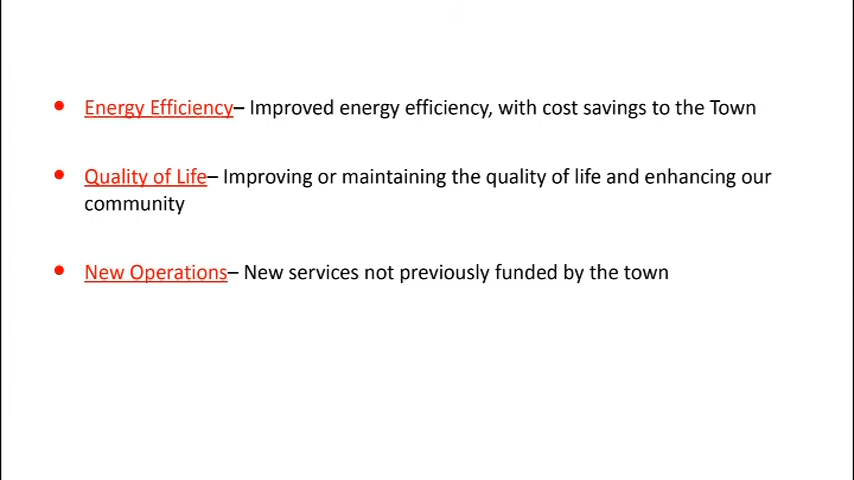 • Energy Efficiency– Improved energy efficiency, with cost savings to the Town
• Quality of Life– Improving or maintaining the quality of life and enhancing our
community
• New Operations– New services not previously funded by the town